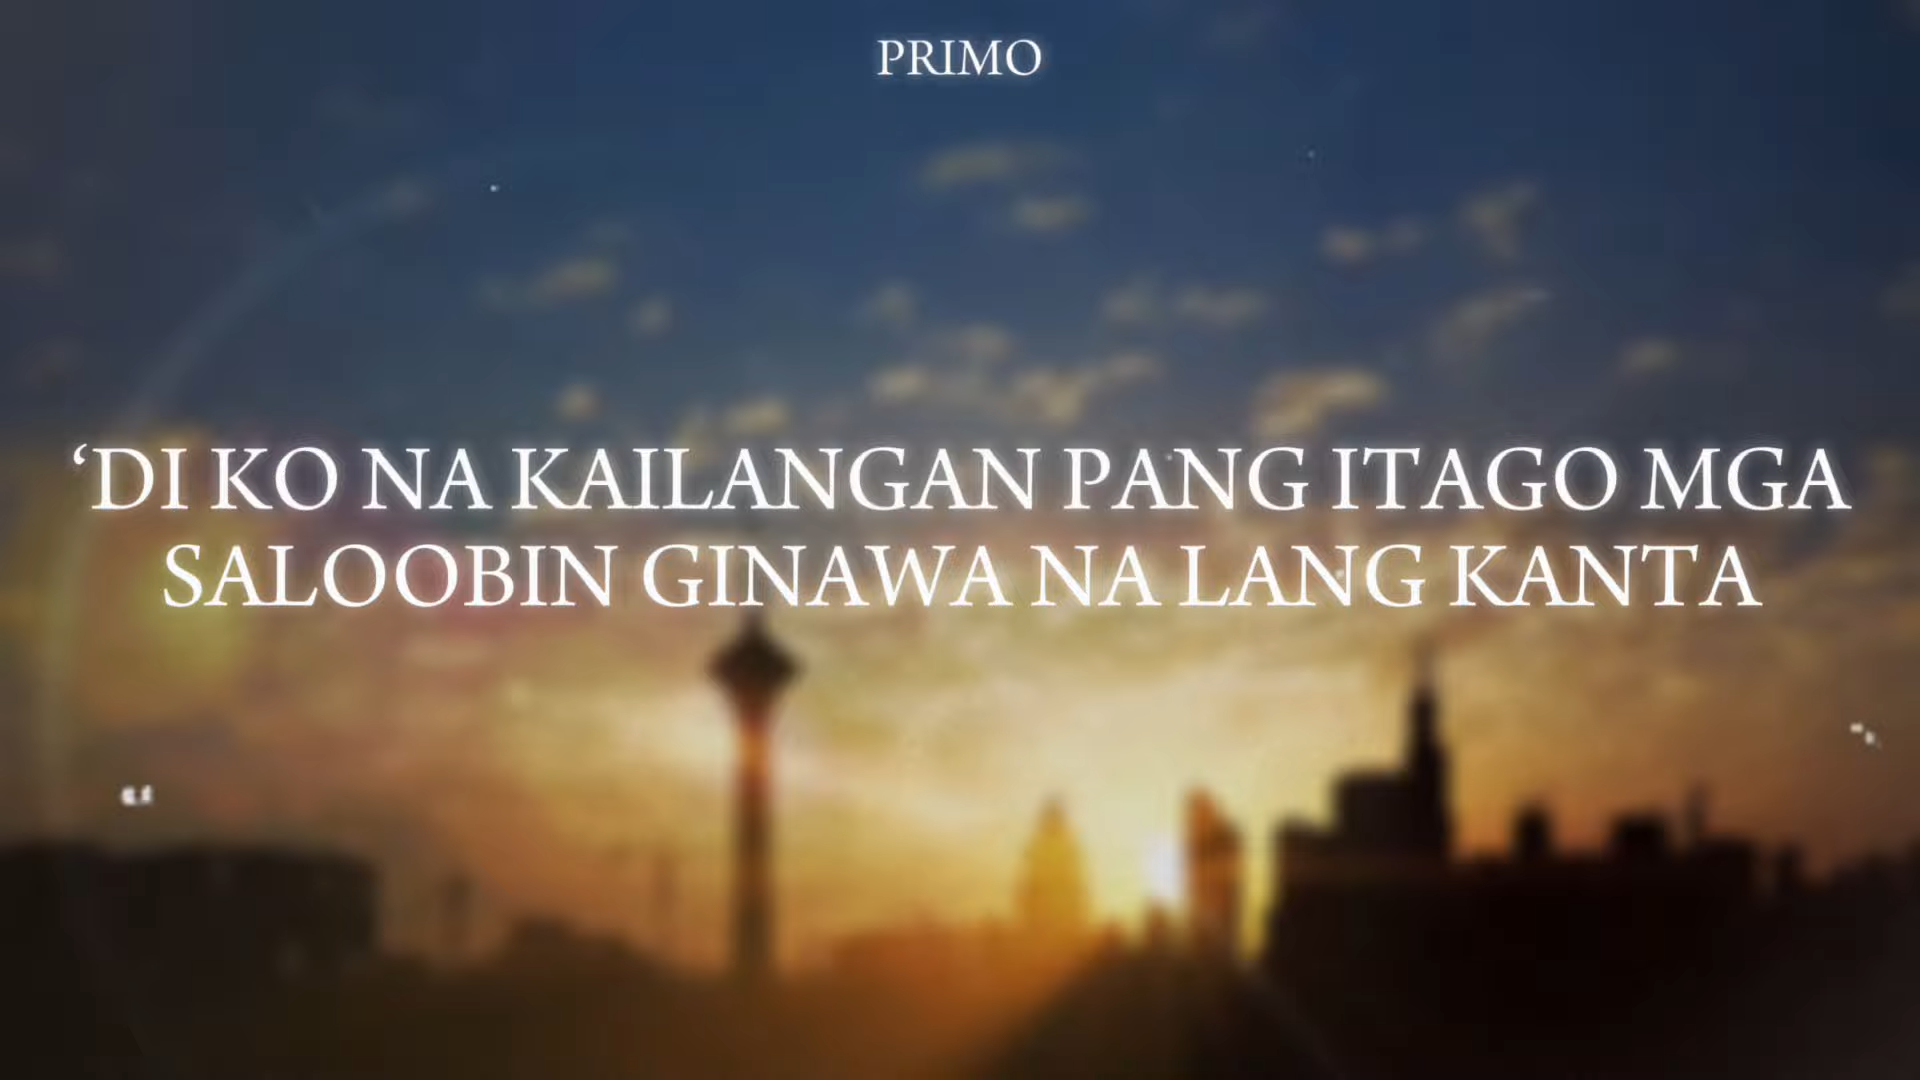 PRIMO
‘DI KO NA KAILANGAN PANG ITAGO MGA
SALOOBIN GINAWA NA LANG KANTA